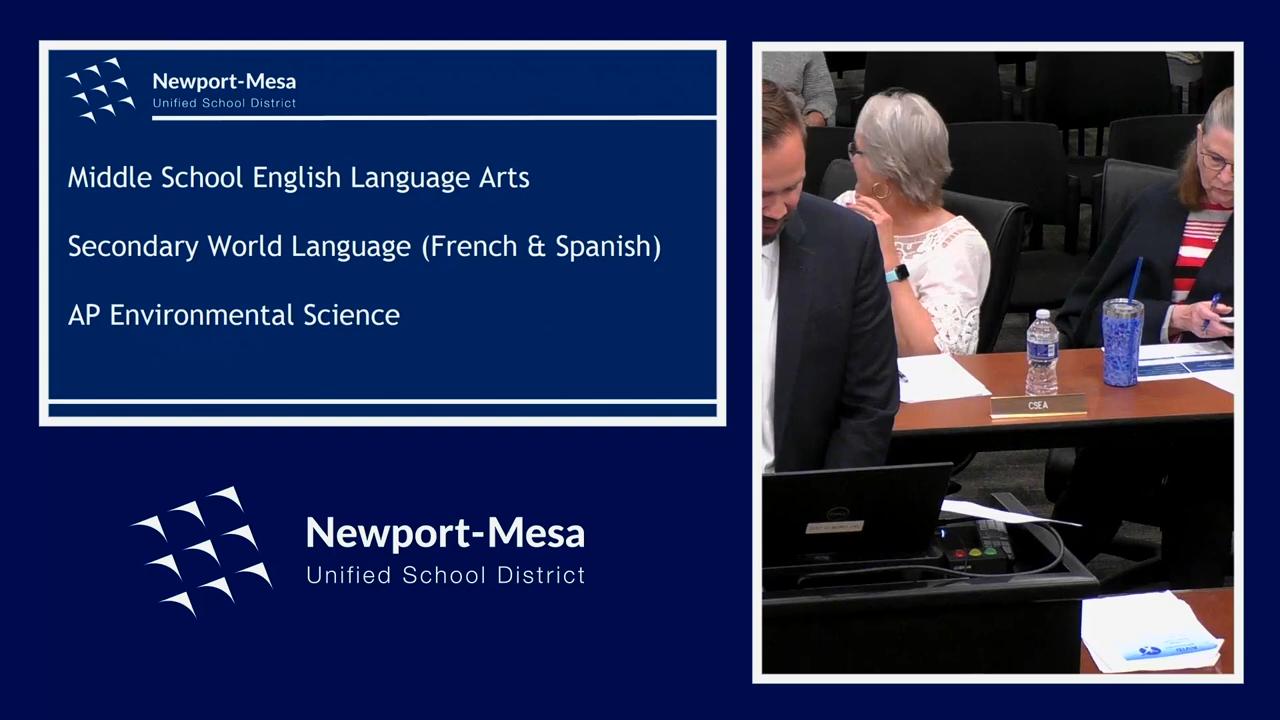 Newport-Mesa
Unified School District
Middle School English Language Arts
Secondary World Language (French & Spanish)
AP Environmental Science
Newport-Mesa
Unified School District
CSEA
DELL